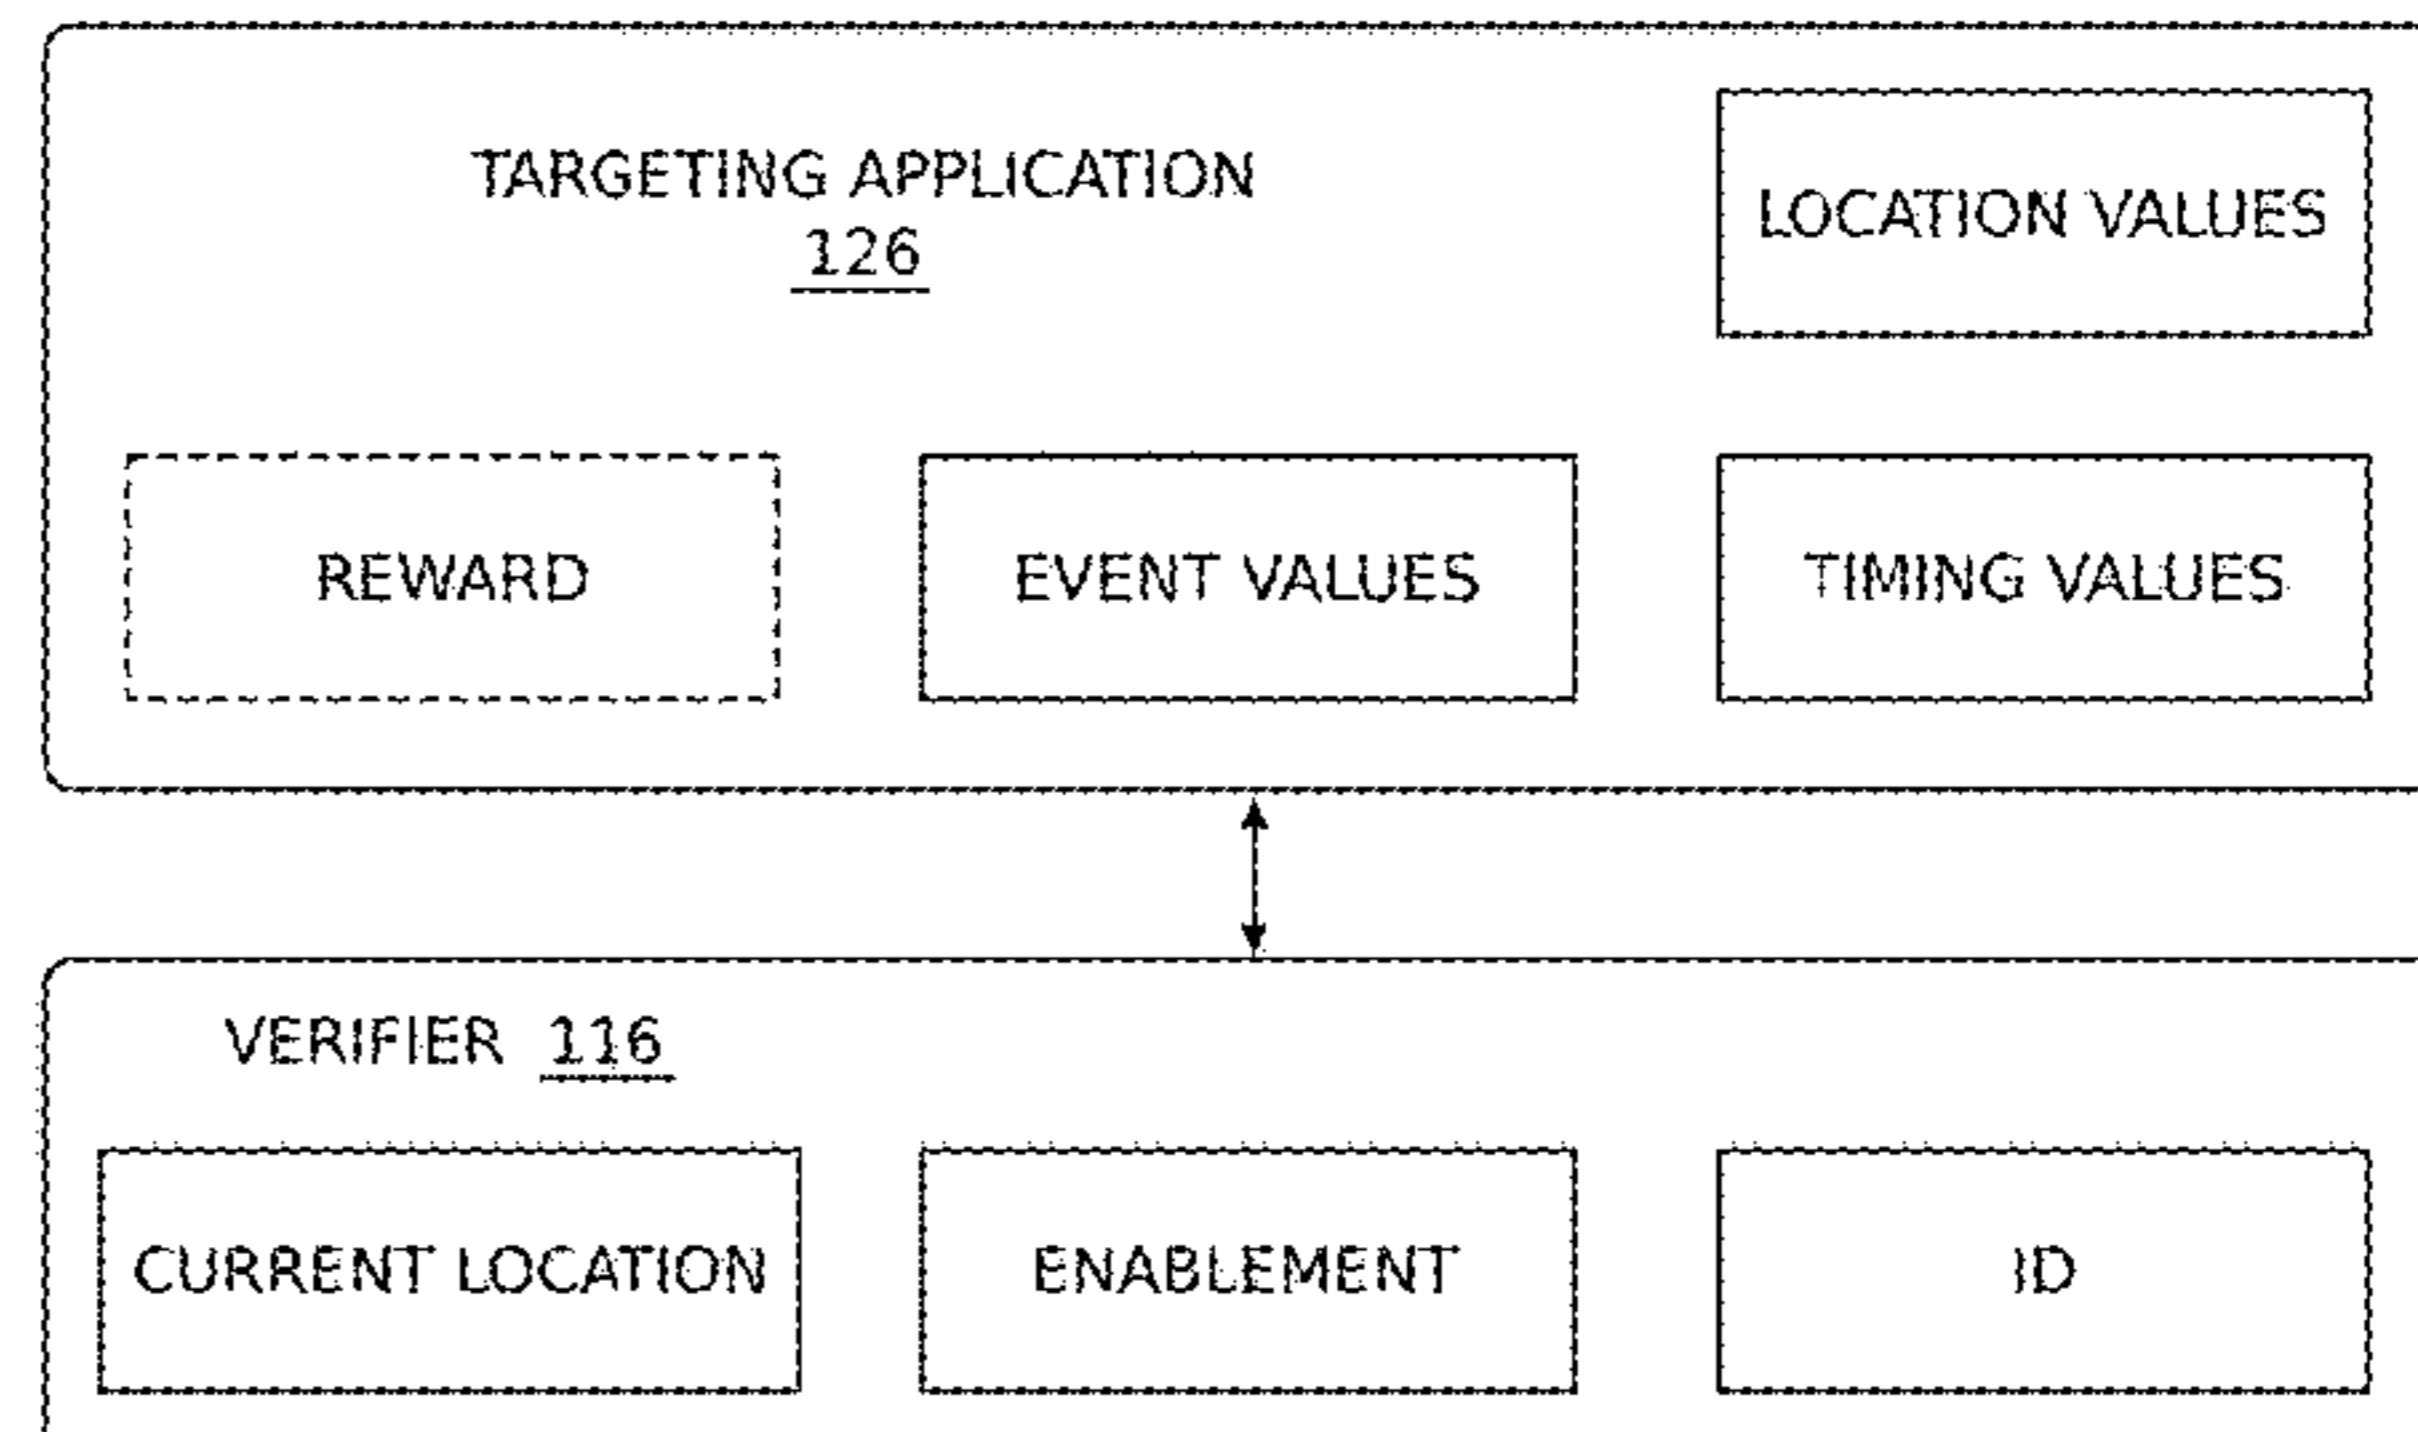 TARGETING APPLICATION
126
LOCATION VALUES
REWARD
EVENT VALUES
TIMING VALUES
VERIFIER 116
CURRENT LOCATION
ENABLEMENT
ID